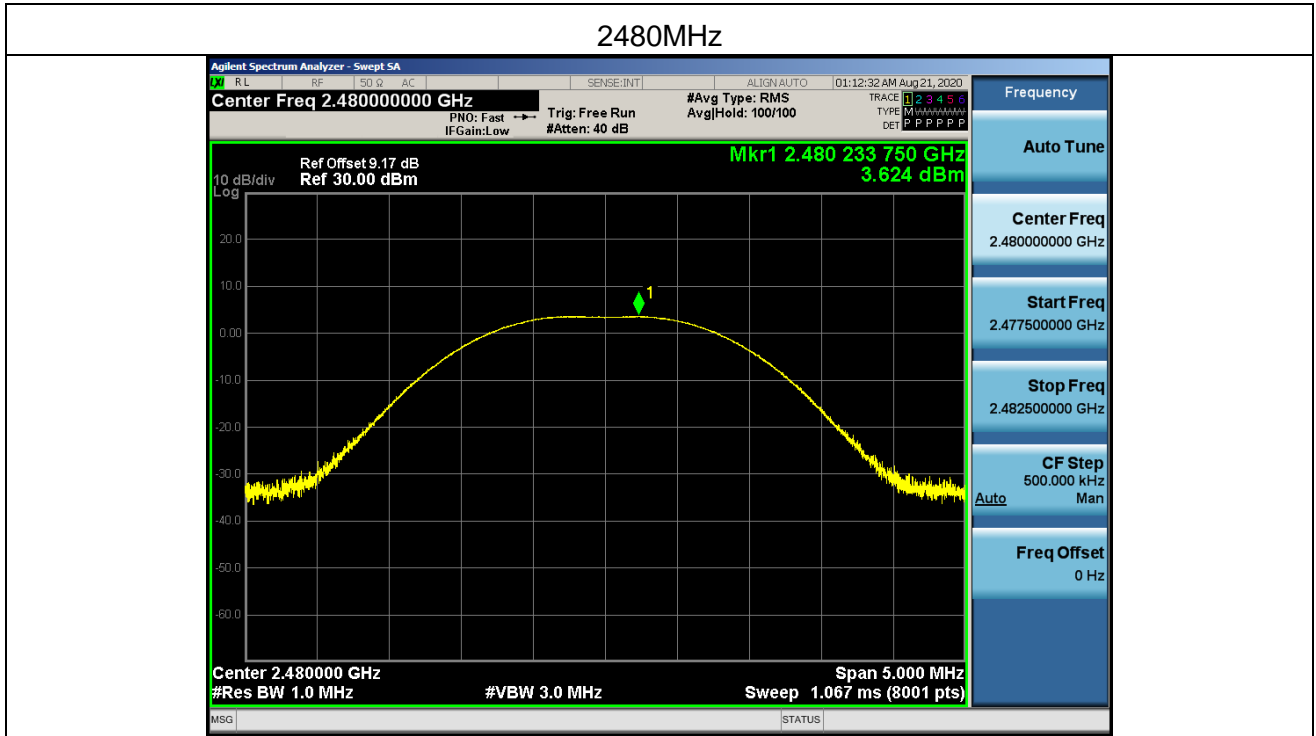 2480MHz
Agilent Spectrum Analyzer - Swept SA
LXI RL RF 50 Ω AC SENSE:INT ALIGN AUTO 01:12:32 AM Aug 21, 2020
Center Freq 2.480000000 GHz
PNO: Fast
IFGain:Low
Trig: Free Run
#Atten: 40 dB
#Avg Type: RMS
Avg|Hold: 100/100
TRACE 1 2 3 4 5 6
TYPE M W W W W W
DET P P P P P P
Ref Offset 9.17 dB
10 dB/div Ref 30.00 dBm
Log
Mkr1 2.480 233 750 GHz
3.624 dBm
20.0
10.0
1
0.00
-10.0
-20.0
-30.0
-40.0
-50.0
-60.0
Center 2.480000 GHz Span 5.000 MHz
#Res BW 1.0 MHz #VBW 3.0 MHz Sweep 1.067 ms (8001 pts)
MSG STATUS
Frequency
Auto Tune
Center Freq
2.480000000 GHz
Start Freq
2.477500000 GHz
Stop Freq
2.482500000 GHz
CF Step
500.000 kHz
Auto Man
Freq Offset
0 Hz